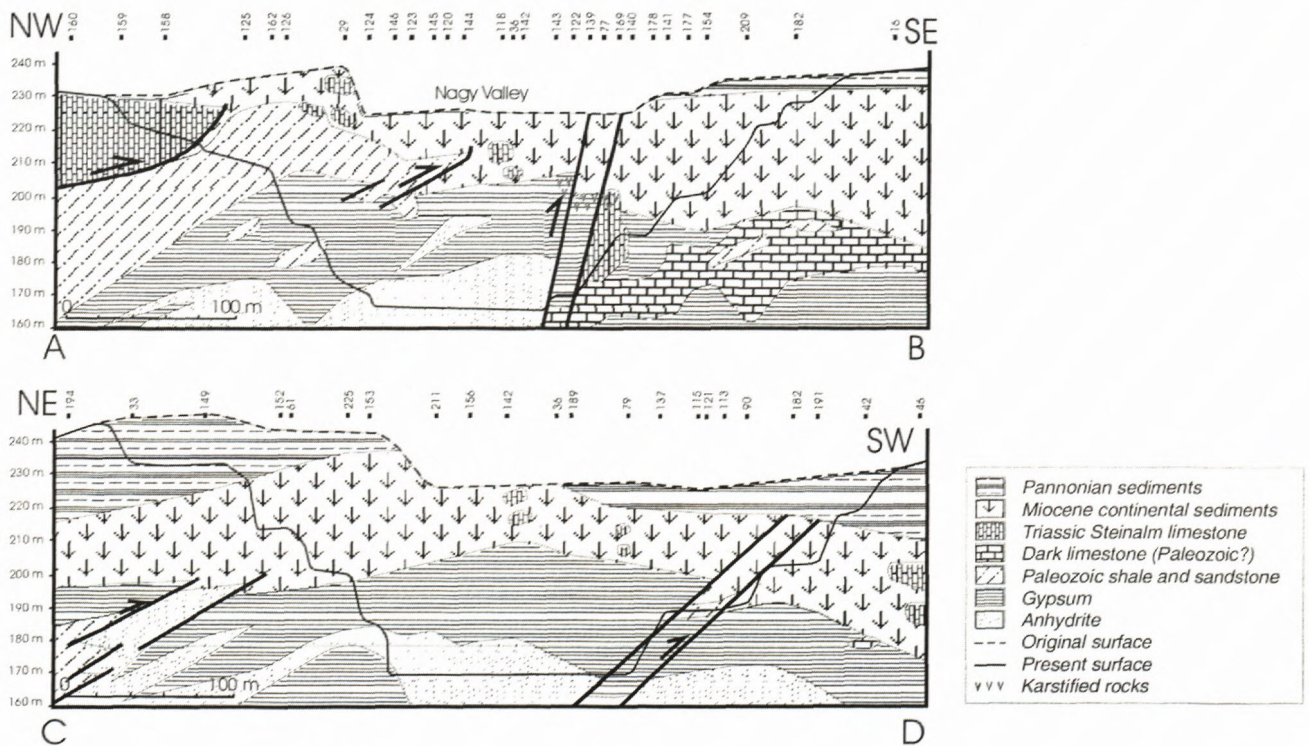 NW
160 159 158 125 162 126 29 124 146 123 145 120 144 118 36 142 143 122 139 77 169 140 178 141 177 154 209 182 16
SE
240 m
230 m
220 m
210 m
200 m
190 m
180 m
170 m
160 m
Nagy Valley
0 100 m
A
B
NE
194 33 149 152 61 225 153 211 156 142 36 189 79 137 115 121 113 90 182 191 42 46
SW
240 m
230 m
220 m
210 m
200 m
190 m
180 m
170 m
160 m
0 100 m
C
D
Pannonian sediments
Miocene continental sediments
Triassic Steinalm limestone
Dark limestone (Paleozoic?)
Paleozoic shale and sandstone
Gypsum
Anhydrite
Original surface
Present surface
Karstified rocks